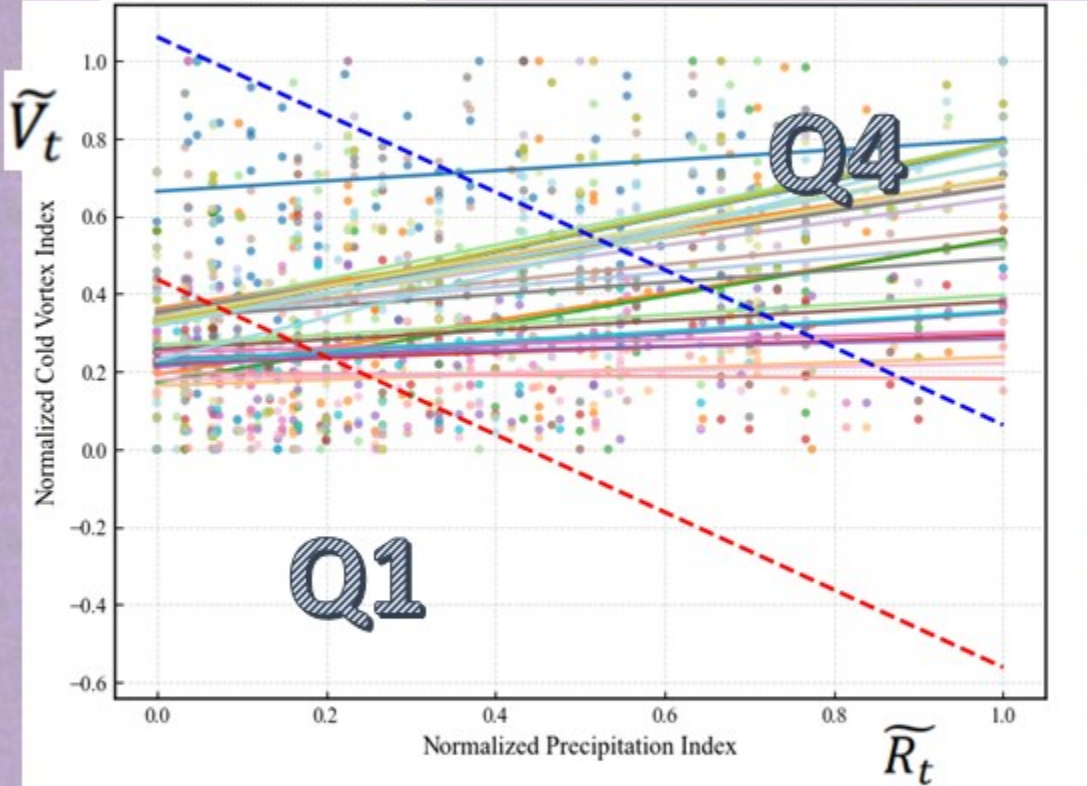 Ṽt
Normalized Cold Vortex Index
1.0
0.8
0.6
0.4
0.2
0.0
−0.2
−0.4
−0.6
Q4
Q1
0.0 0.2 0.4 0.6 0.8 1.0
Normalized Precipitation Index
R̃t